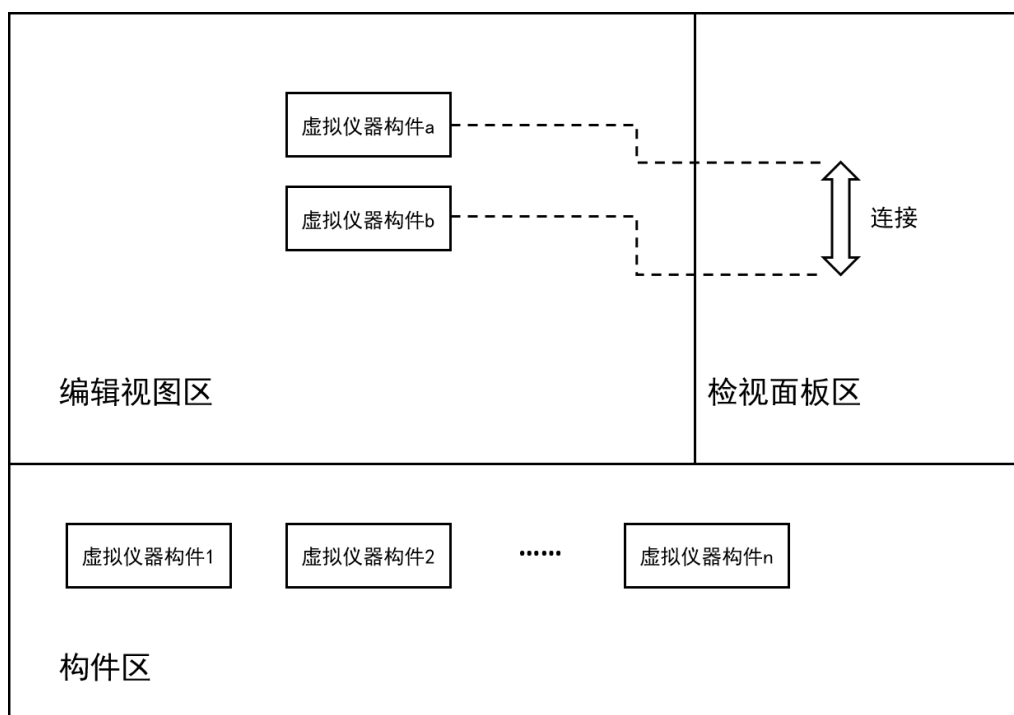 虚拟仪器构件a
虚拟仪器构件b
连接
编辑视图区
检视面板区
虚拟仪器构件1
虚拟仪器构件2
......
虚拟仪器构件n
构件区